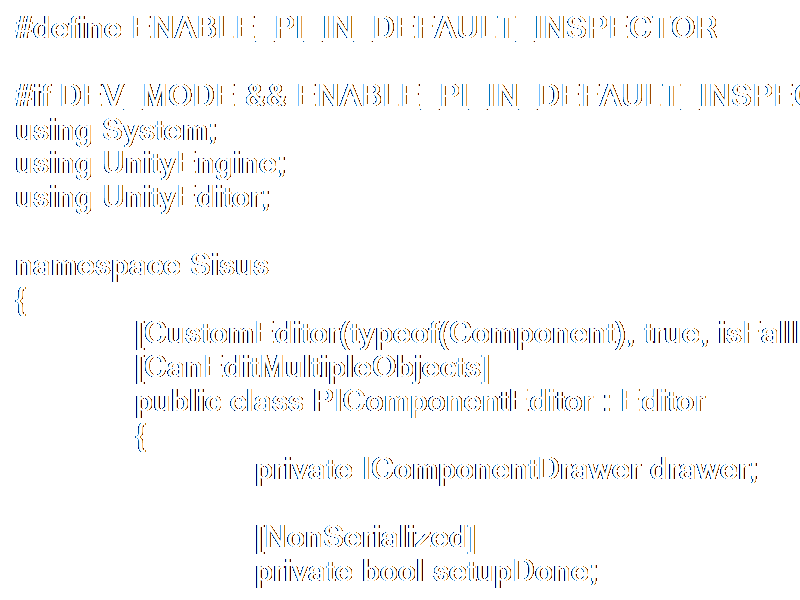 #define ENABLE_PI_IN_DEFAULT_INSPECTOR
#if DEV_MODE && ENABLE_PI_IN_DEFAULT_INSPEC
using System;
using UnityEngine;
using UnityEditor;
namespace Sisus
{
[CustomEditor(typeof(Component), true, isFall
[CanEditMultipleObjects]
public class PIComponentEditor : Editor
{
private IComponentDrawer drawer;
[NonSerialized]
private bool setupDone;